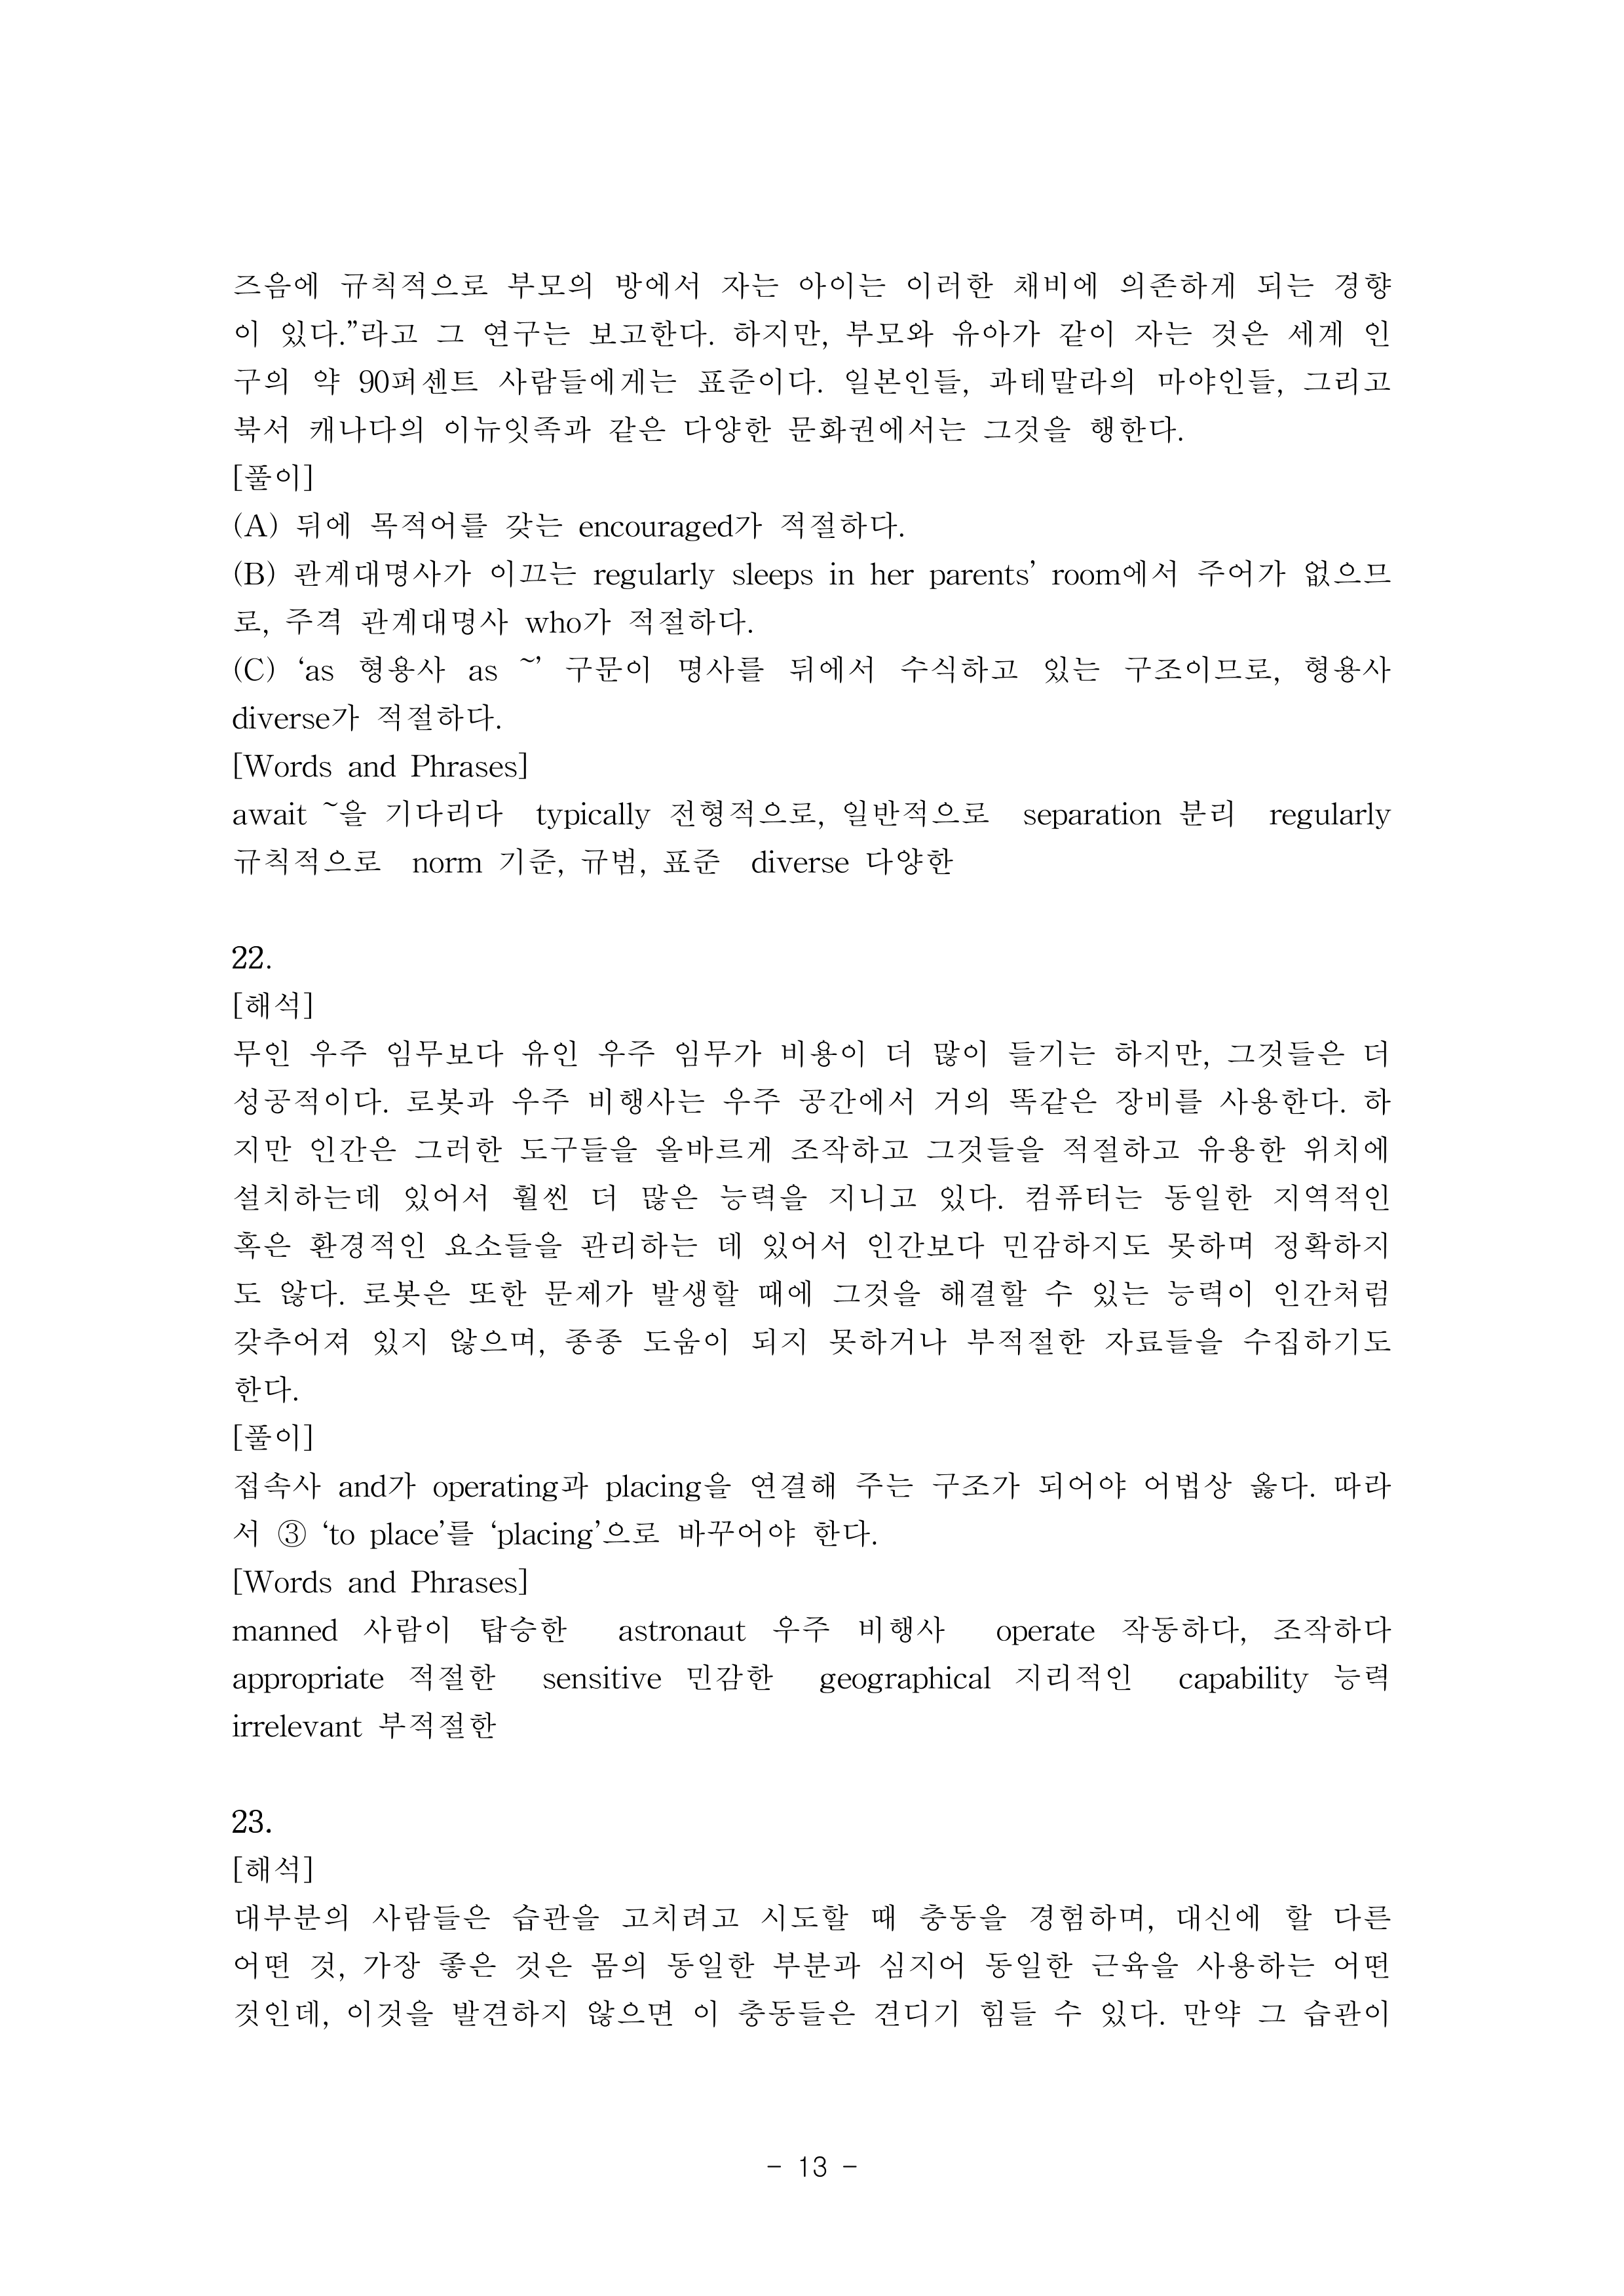 즈음에 규칙적으로 부모의 방에서 자는 아이는 이러한 채비에 의존하게 되는 경향
이 있다.”라고 그 연구는 보고한다. 하지만, 부모와 유아가 같이 자는 것은 세계 인
구의 약 90퍼센트 사람들에게는 표준이다. 일본인들, 과테말라의 마야인들, 그리고
북서 캐나다의 이뉴잇족과 같은 다양한 문화권에서는 그것을 행한다.
[풀이]
(A) 뒤에 목적어를 갖는 encouraged가 적절하다.
(B) 관계대명사가 이끄는 regularly sleeps in her parents’ room에서 주어가 없으므
로, 주격 관계대명사 who가 적절하다.
(C) ‘as 형용사 as ~’ 구문이 명사를 뒤에서 수식하고 있는 구조이므로, 형용사
diverse가 적절하다.
[Words and Phrases]
await ~을 기다리다 typically 전형적으로, 일반적으로 separation 분리 regularly
규칙적으로 norm 기준, 규범, 표준 diverse 다양한
22.
[해석]
무인 우주 임무보다 유인 우주 임무가 비용이 더 많이 들기는 하지만, 그것들은 더
성공적이다. 로봇과 우주 비행사는 우주 공간에서 거의 똑같은 장비를 사용한다. 하
지만 인간은 그러한 도구들을 올바르게 조작하고 그것들을 적절하고 유용한 위치에
설치하는데 있어서 훨씬 더 많은 능력을 지니고 있다. 컴퓨터는 동일한 지역적인
혹은 환경적인 요소들을 관리하는 데 있어서 인간보다 민감하지도 못하며 정확하지
도 않다. 로봇은 또한 문제가 발생할 때에 그것을 해결할 수 있는 능력이 인간처럼
갖추어져 있지 않으며, 종종 도움이 되지 못하거나 부적절한 자료들을 수집하기도
한다.
[풀이]
접속사 and가 operating과 placing을 연결해 주는 구조가 되어야 어법상 옳다. 따라
서 ③ ‘to place’를 ‘placing’으로 바꾸어야 한다.
[Words and Phrases]
manned 사람이 탑승한 astronaut 우주 비행사 operate 작동하다, 조작하다
appropriate 적절한 sensitive 민감한 geographical 지리적인 capability 능력
irrelevant 부적절한
23.
[해석]
대부분의 사람들은 습관을 고치려고 시도할 때 충동을 경험하며, 대신에 할 다른
어떤 것, 가장 좋은 것은 몸의 동일한 부분과 심지어 동일한 근육을 사용하는 어떤
것인데, 이것을 발견하지 않으면 이 충동들은 견디기 힘들 수 있다. 만약 그 습관이
- 13 -